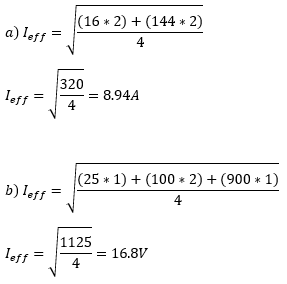 a) I_eff = √((16 * 2) + (144 * 2) / 4)
I_eff = √(320 / 4) = 8.94A
b) I_eff = √((25 * 1) + (100 * 2) + (900 * 1) / 4)
I_eff = √(1125 / 4) = 16.8V